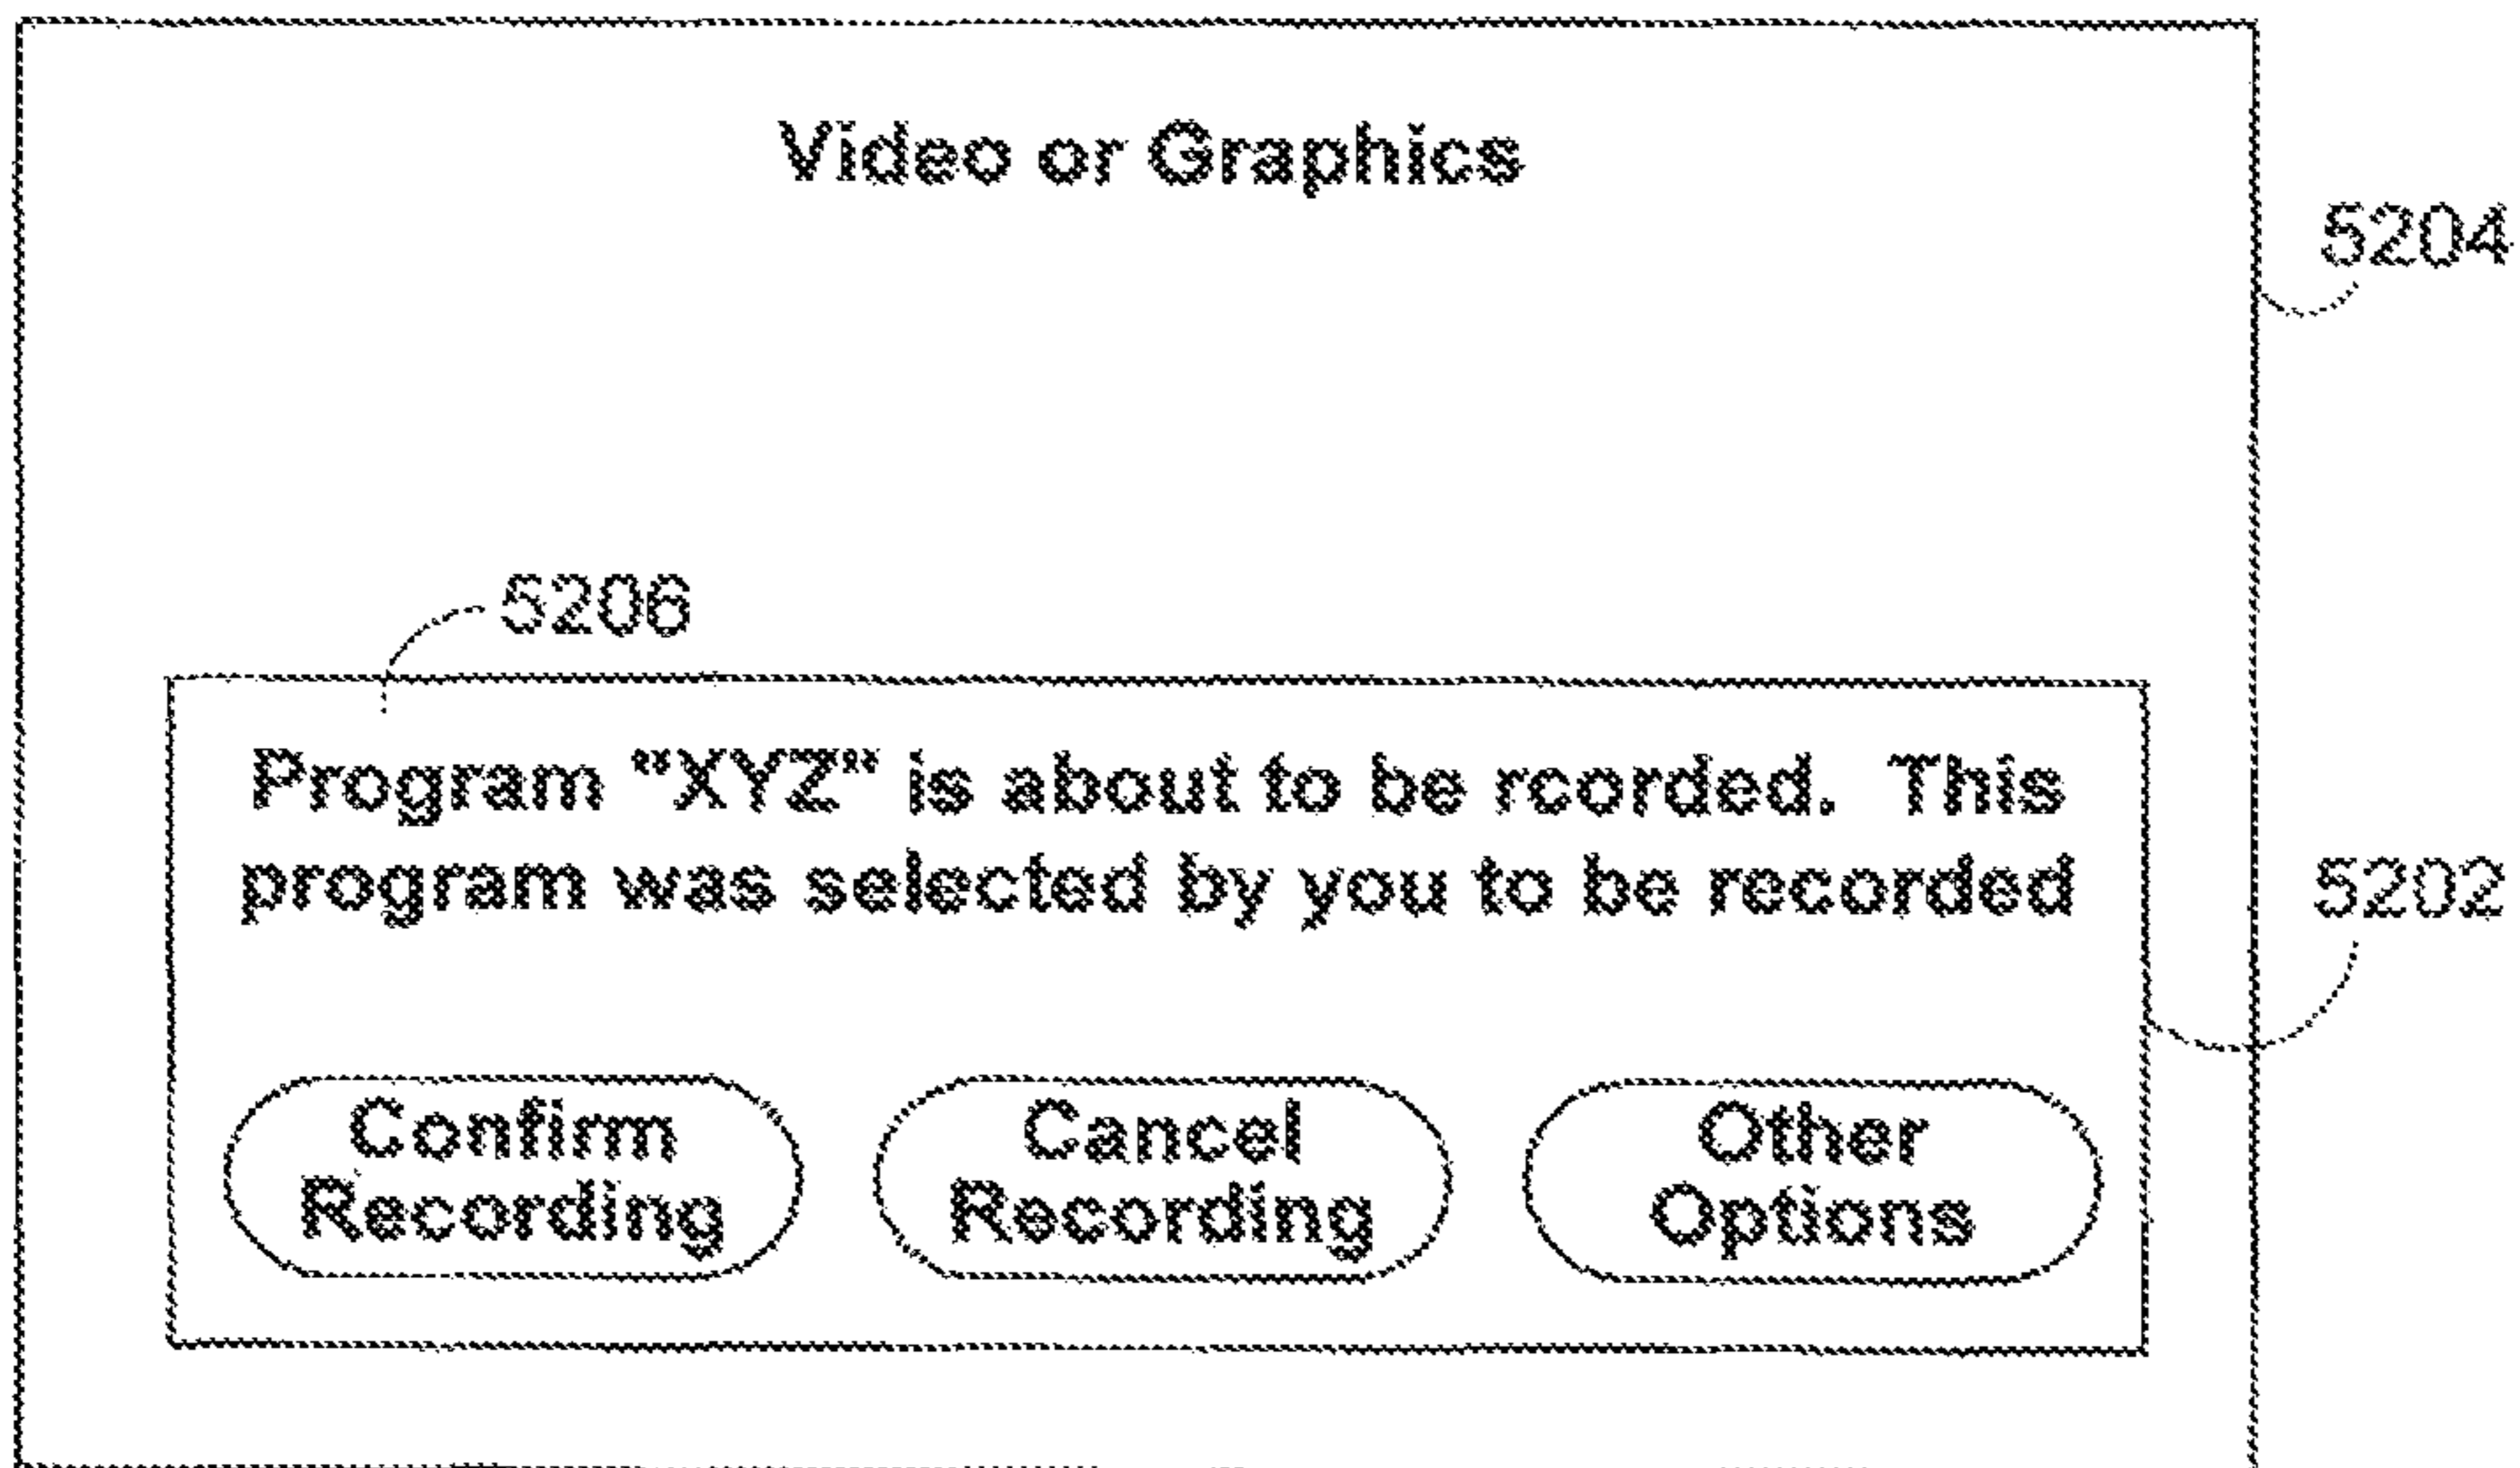 Video or Graphics
5204
5206
Program "XYZ" is about to be rcorded. This
program was selected by you to be recorded
5202
Confirm
Recording
Cancel
Recording
Other
Options